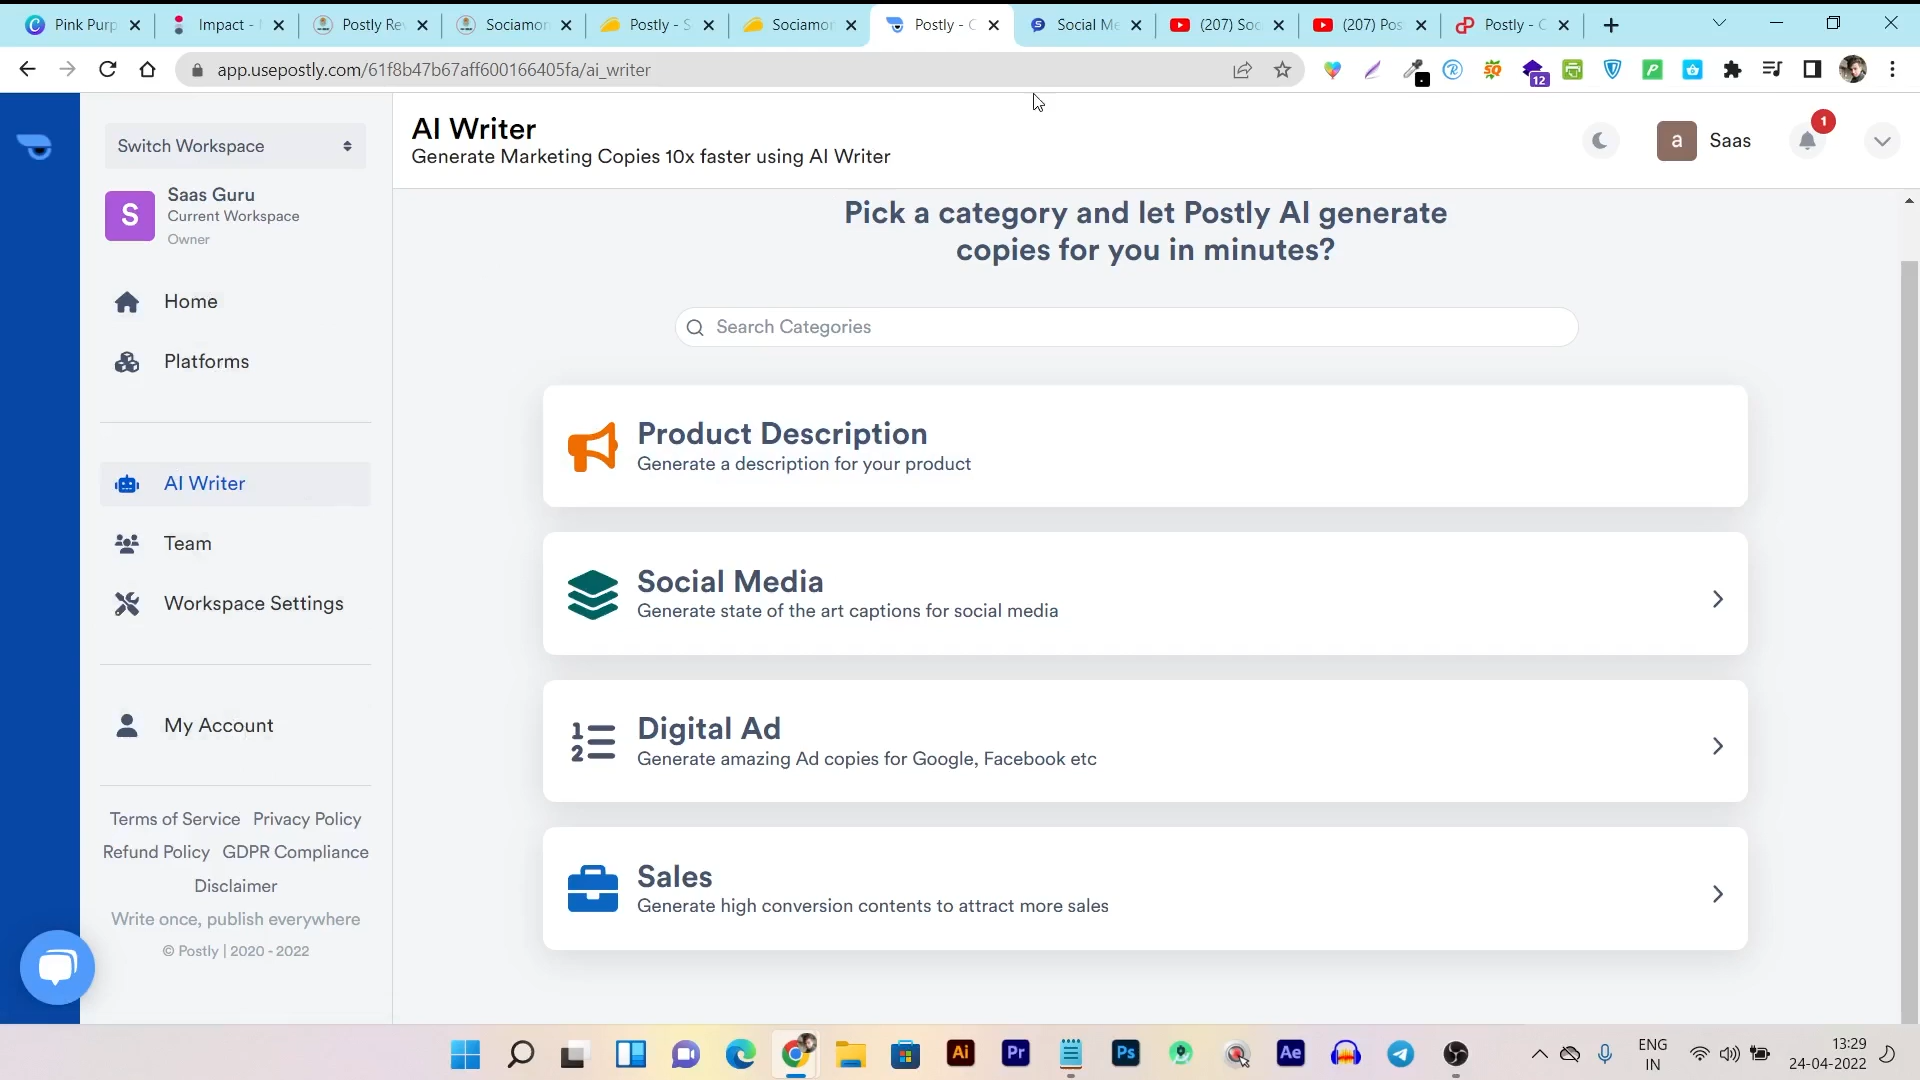 Pink Purp
Impact -
Postly Re
Sociamon
Postly - S
Sociamon
Postly - C
Social Me
(207) Soc
(207) Pos
Postly - C
app.usepostly.com/61f8b47b67aff600166405fa/ai_writer
12
Switch Workspace
S
Saas Guru
Current Workspace
Owner
Home
Platforms
AI Writer
Team
Workspace Settings
My Account
Terms of Service Privacy Policy
Refund Policy GDPR Compliance
Disclaimer
Write once, publish everywhere
© Postly | 2020 - 2022
AI Writer
Generate Marketing Copies 10x faster using AI Writer
a
Saas
1
Pick a category and let Postly AI generate
copies for you in minutes?
Search Categories
Product Description
Generate a description for your product
Social Media
Generate state of the art captions for social media
Digital Ad
Generate amazing Ad copies for Google, Facebook etc
Sales
Generate high conversion contents to attract more sales
Ai
Pr
Ps
Ae
ENG
IN
13:29
24-04-2022